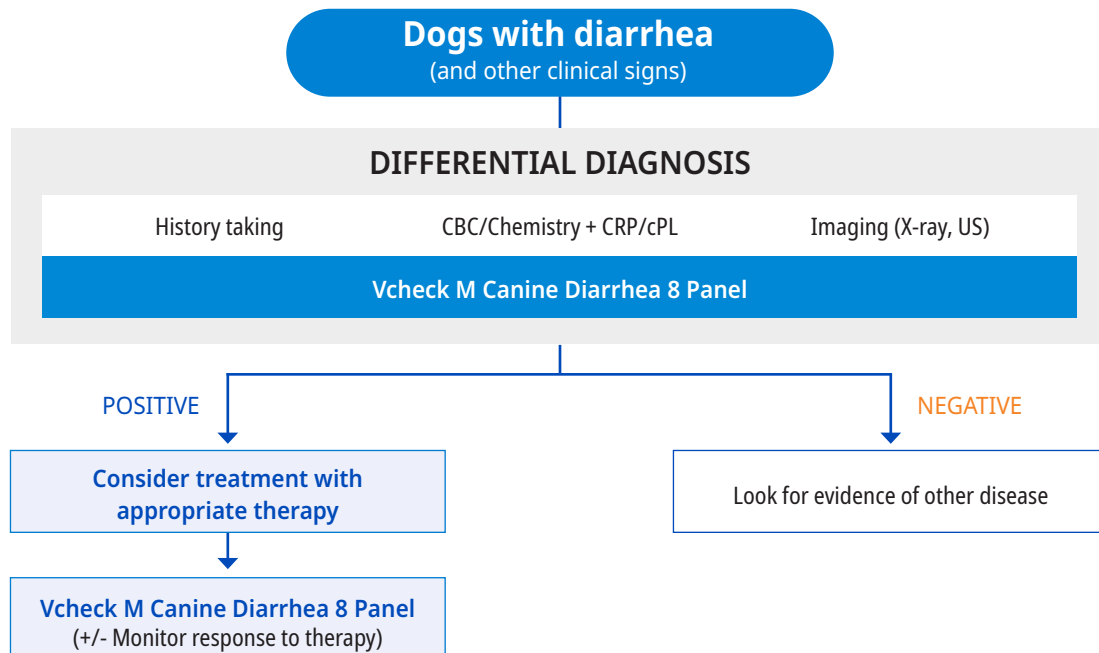 Dogs with diarrhea
(and other clinical signs)
DIFFERENTIAL DIAGNOSIS
History taking
CBC/Chemistry + CRP/cPL
Imaging (X-ray, US)
Vcheck M Canine Diarrhea 8 Panel
POSITIVE
NEGATIVE
Consider treatment with
appropriate therapy
Look for evidence of other disease
Vcheck M Canine Diarrhea 8 Panel
(+/- Monitor response to therapy)